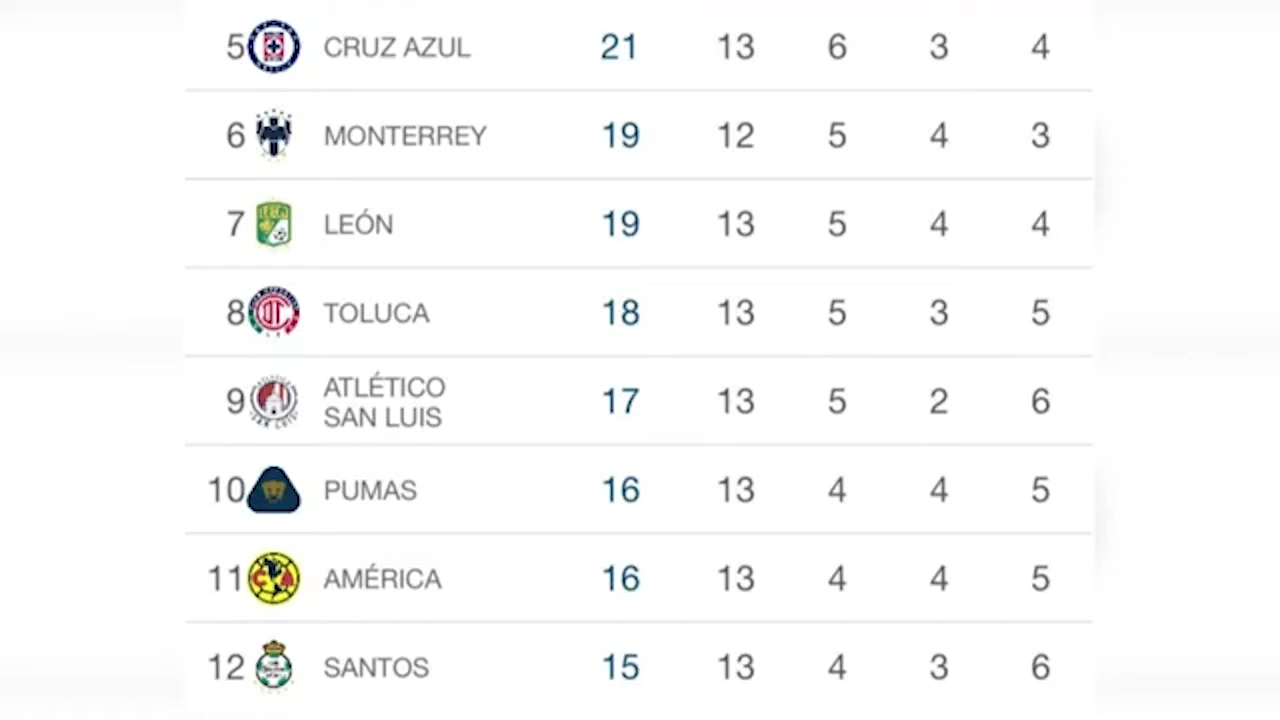 5 CRUZ AZUL 21 13 6 3 4
6 MONTERREY 19 12 5 4 3
7 LEÓN 19 13 5 4 4
8 TOLUCA 18 13 5 3 5
9 ATLÉTICO SAN LUIS 17 13 5 2 6
10 PUMAS 16 13 4 4 5
11 AMÉRICA 16 13 4 4 5
12 SANTOS 15 13 4 3 6